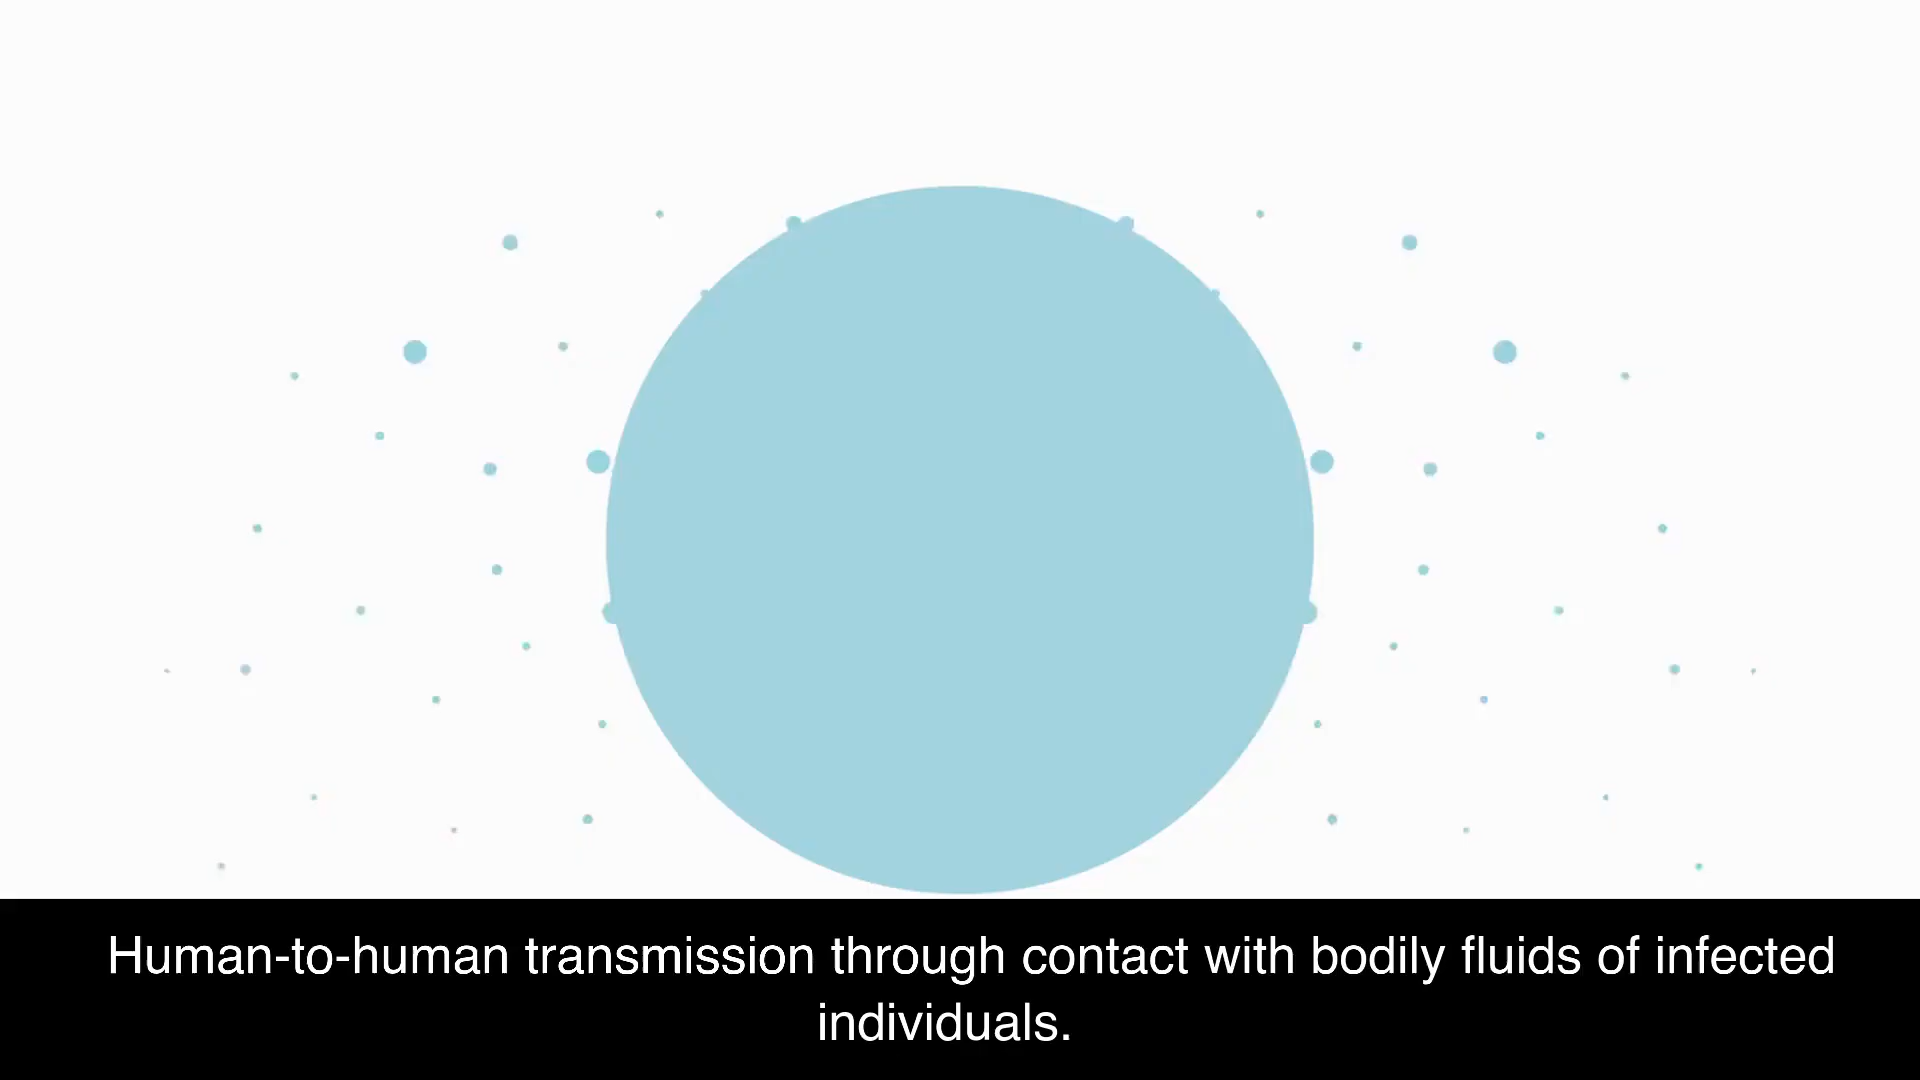 Human-to-human transmission through contact with bodily fluids of infected
individuals.